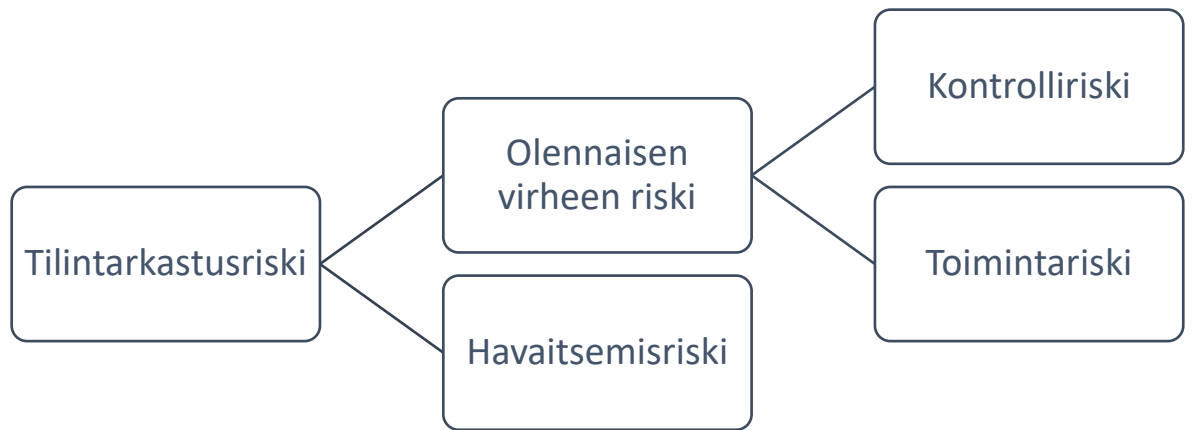 Tilintarkastusriski
Olennaisen
virheen riski
Havaitsemisriski
Kontrolliriski
Toimintariski